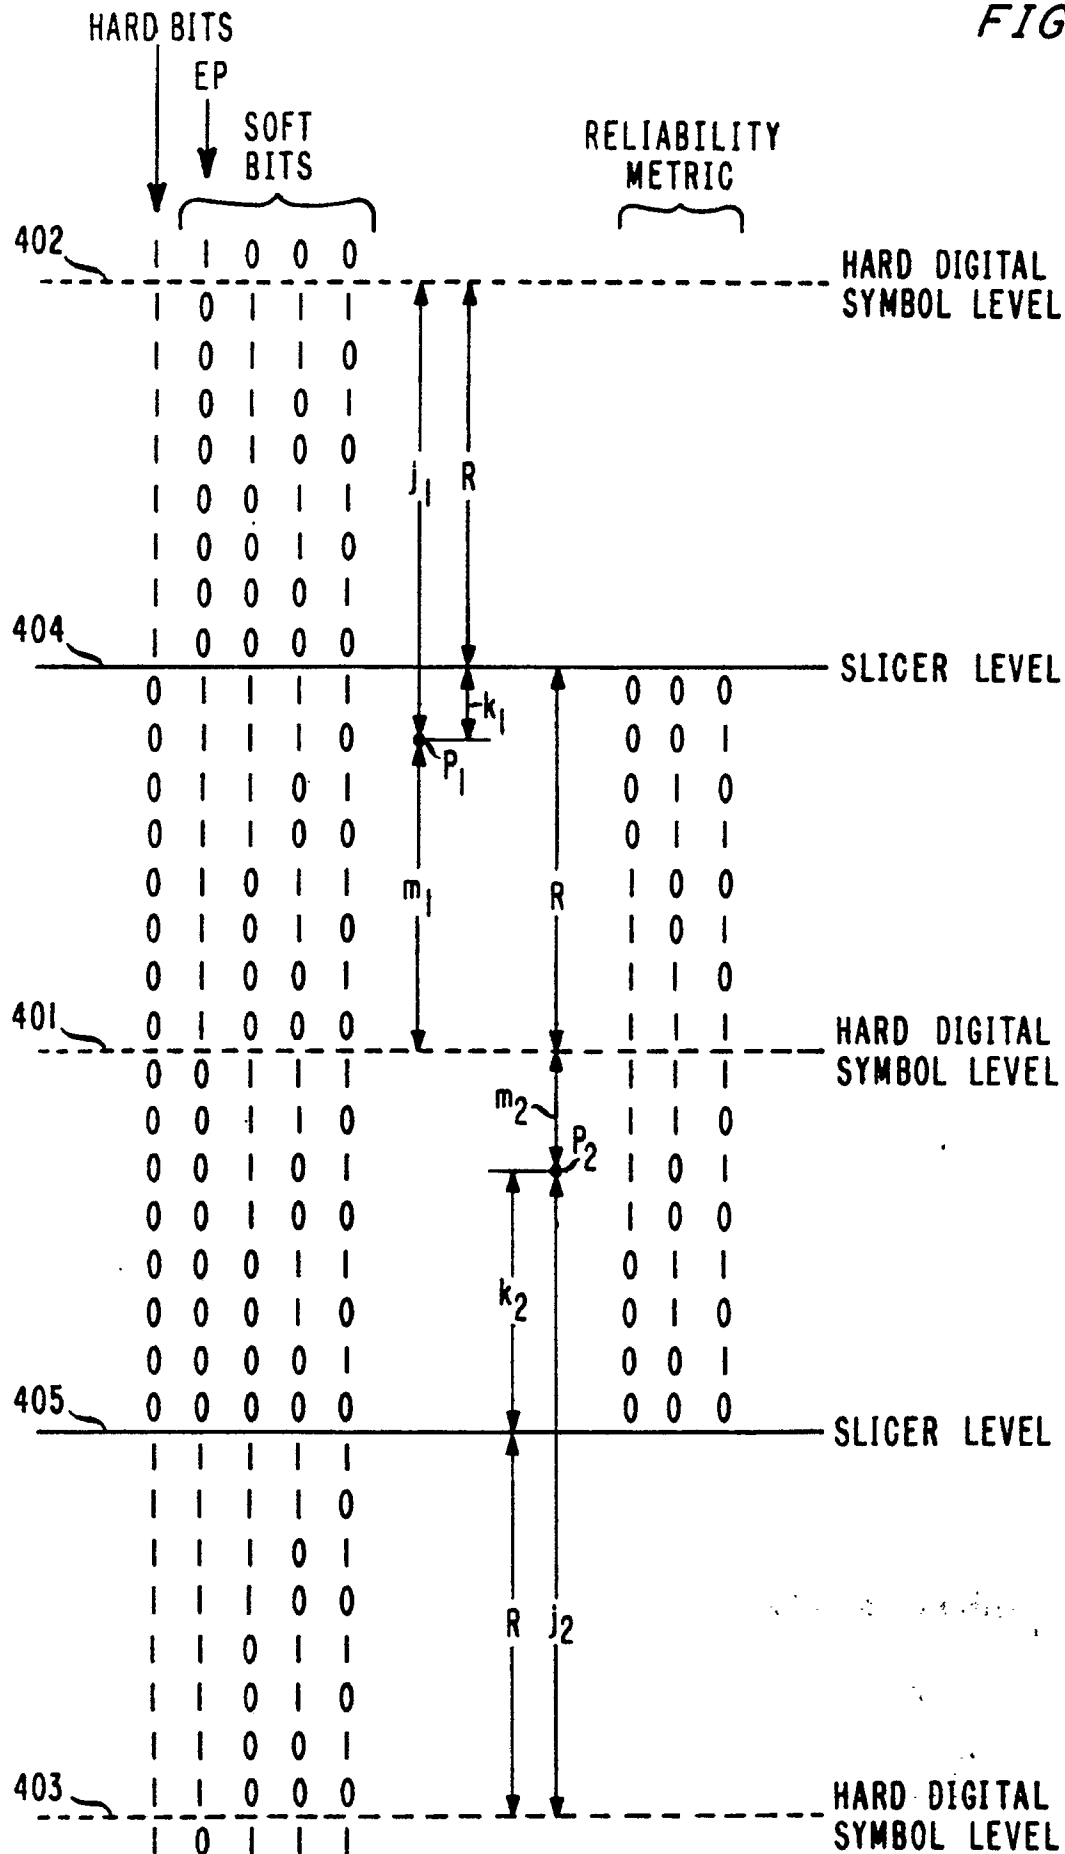 FIG
HARD BITS
EP
SOFT
BITS
RELIABILITY
METRIC
402
1 1 0 0 0
HARD DIGITAL
SYMBOL LEVEL
1 0 1 1 1
1 0 1 1 0
1 0 1 0 1
1 0 1 0 0
j1 R
1 0 0 1 1
1 0 0 1 0
1 0 0 0 1
404
1 0 0 0 0
SLICER LEVEL
0 1 1 1 1 k1 0 0 0
0 1 1 1 0 P1 0 0 1
0 1 1 0 1 0 1 0
0 1 1 0 0 0 1 1
0 1 0 1 1 m1 R 1 0 0
0 1 0 1 0 1 0 1
0 1 0 0 1 1 1 0
401
0 1 0 0 0 1 1 1
HARD DIGITAL
SYMBOL LEVEL
0 0 1 1 1 m2 1 1 1
0 0 1 1 0 P2 1 1 0
0 0 1 0 1 1 0 1
0 0 1 0 0 1 0 0
0 0 0 1 1 k2 0 1 1
0 0 0 1 0 0 1 0
0 0 0 0 1 0 0 1
405
0 0 0 0 0 0 0 0
SLICER LEVEL
1 1 1 1 1
1 1 1 1 0
1 1 1 0 1
1 1 1 0 0
R j2
1 1 0 1 1
1 1 0 1 0
1 1 0 0 1
403
1 1 0 0 0
HARD DIGITAL
SYMBOL LEVEL
1 0 1 1 1